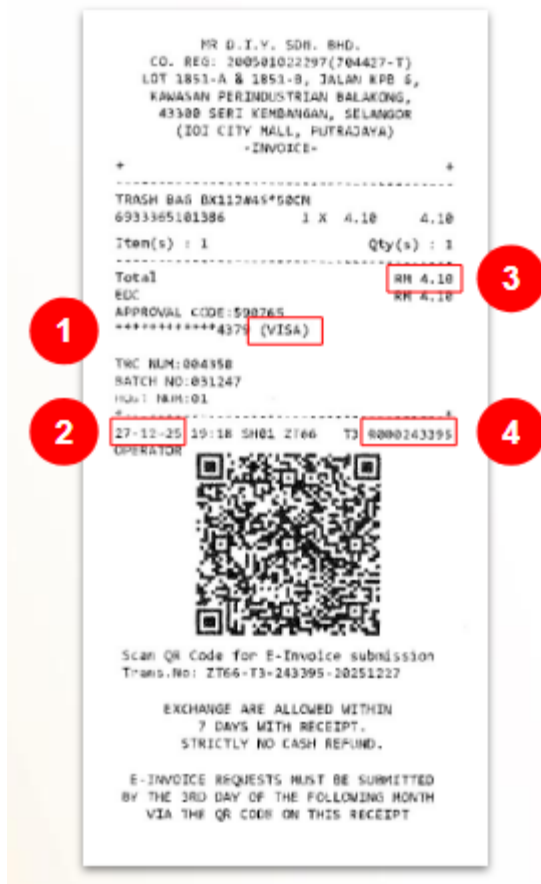 MR D.I.Y. SDN. BHD.
CO. REG: 200501022297(704427-T)
LOT 1851-A & 1851-B, JALAN KPB 6,
KAWASAN PERINDUSTRIAN BALAKONG,
43300 SERI KEMBANGAN, SELANGOR
(IOI CITY MALL, PUTRAJAYA)
-INVOICE-
+ +
TRASH BAG
6933365101386 1 X 4.10 4.10
Item(s) : 1 Qty(s) : 1
Total RM 4.10 3
EDC RM 4.10
APPROVAL CODE:590765
1 ************4379 (VISA)
TRC NUM:004358
BATCH NO:031247
HOST NUM:01
+ +
2 27-12-25 19:18 SH01 ZT66 T3 R000243395 4
OPERATOR
Scan QR Code for E-Invoice submission
Trans.No: ZT66-T3-243395-20251227
EXCHANGE ARE ALLOWED WITHIN
7 DAYS WITH RECEIPT.
STRICTLY NO CASH REFUND.
E-INVOICE REQUESTS MUST BE SUBMITTED
BY THE 3RD DAY OF THE FOLLOWING MONTH
VIA THE QR CODE ON THIS RECEIPT